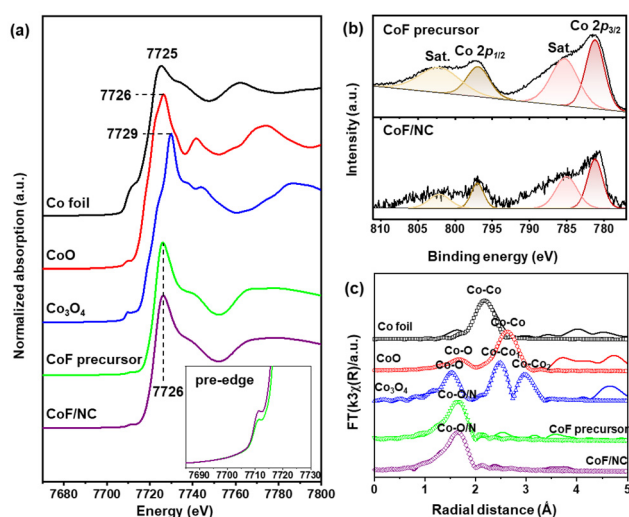 (a)
7725
7726
7729
Co foil
CoO
Co3O4
CoF precursor
CoF/NC
7726
pre-edge
7690 7700 7710 7720 7730
7680 7700 7720 7740 7760 7780 7800
Energy (eV)
Normalized absorption (a.u.)
(b)
CoF precursor
Co 2p3/2
Sat.
Co 2p1/2
Sat.
CoF/NC
Intensity (a.u.)
810 805 800 795 790 785 780
Binding energy (eV)
(c)
Co-Co
Co foil
Co-Co
CoO
Co-O
Co-Co1
Co-Co2
Co3O4
Co-O
Co-O/N
CoF precursor
Co-O/N
CoF/NC
FT(k3χ(R)/a.u.)
0 1 2 3 4 5
Radial distance (Å)